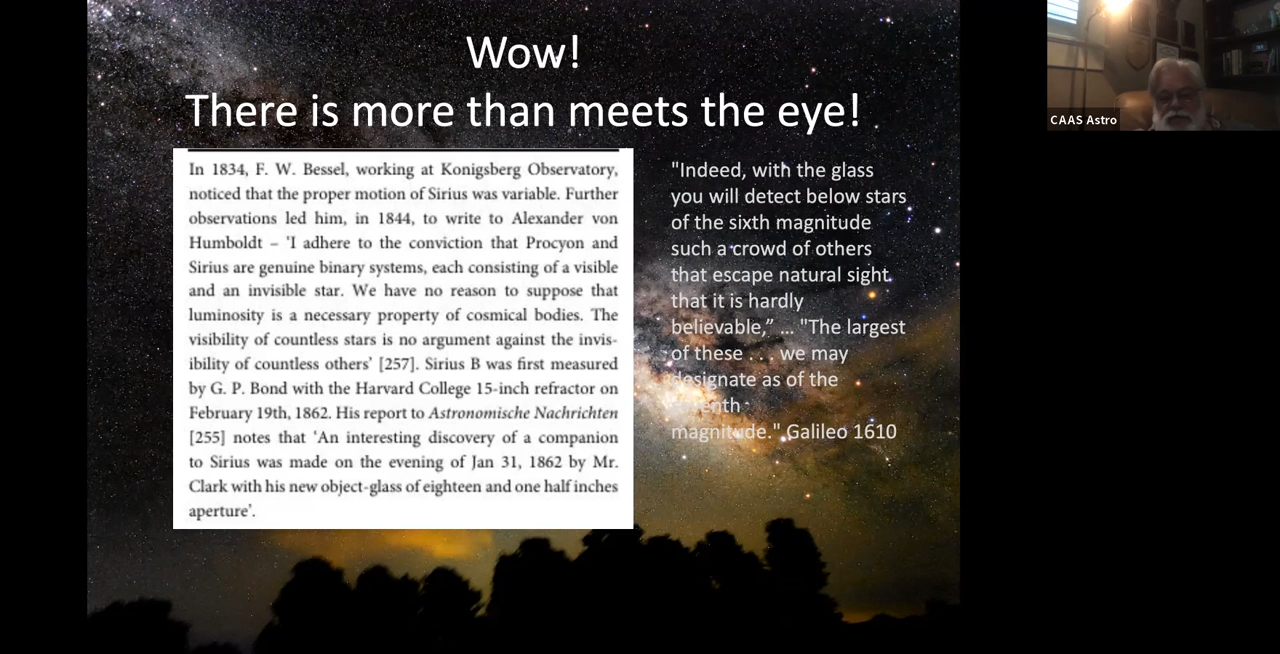 Wow!
There is more than meets the eye!
In 1834, F. W. Bessel, working at Konigsberg Observatory,
noticed that the proper motion of Sirius was variable. Further
observations led him, in 1844, to write to Alexander von
Humboldt – 'I adhere to the conviction that Procyon and
Sirius are genuine binary systems, each consisting of a visible
and an invisible star. We have no reason to suppose that
luminosity is a necessary property of cosmical bodies. The
visibility of countless stars is no argument against the invis-
ibility of countless others' [257]. Sirius B was first measured
by G. P. Bond with the Harvard College 15-inch refractor on
February 19th, 1862. His report to Astronomische Nachrichten
[255] notes that 'An interesting discovery of a companion
to Sirius was made on the evening of Jan 31, 1862 by Mr.
Clark with his new object-glass of eighteen and one half inches
aperture'.
"Indeed, with the glass
you will detect below stars
of the sixth magnitude
such a crowd of others
that escape natural sight
that it is hardly
believable,” … "The largest
of these . . . we may
designate as of the
seventh
magnitude." Galileo 1610
CAAS Astro